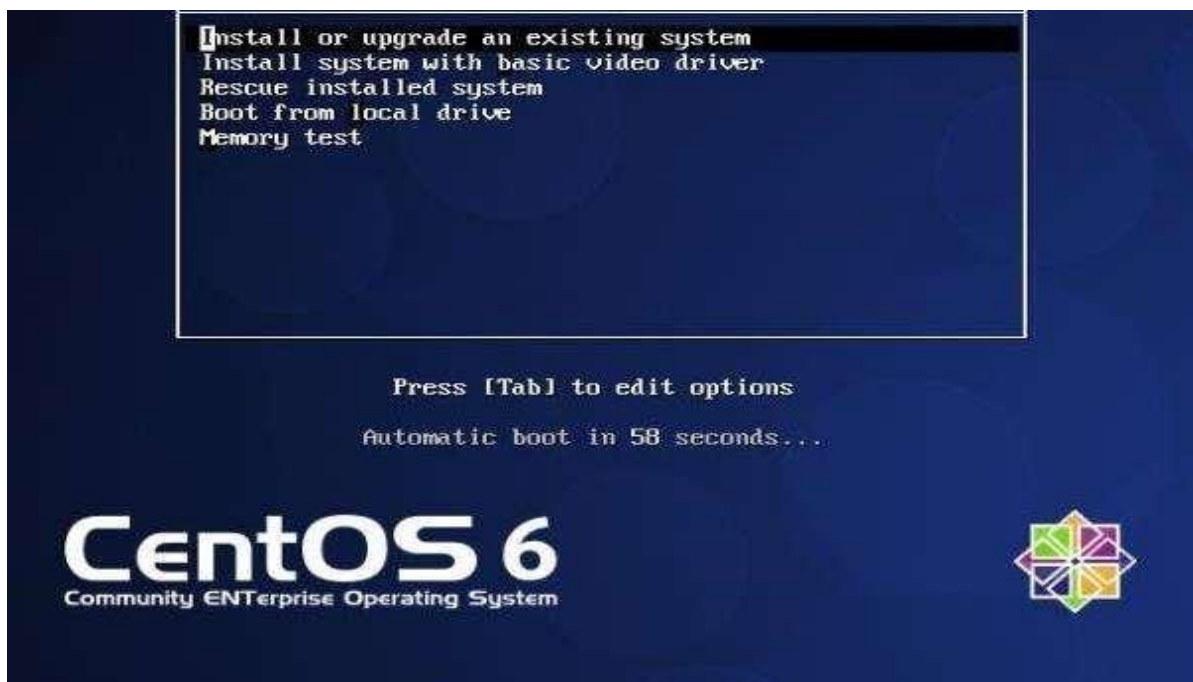 Install or upgrade an existing system
Install system with basic video driver
Rescue installed system
Boot from local drive
Memory test
Press [Tab] to edit options
Automatic boot in 58 seconds...
CentOS 6
Community ENTerprise Operating System